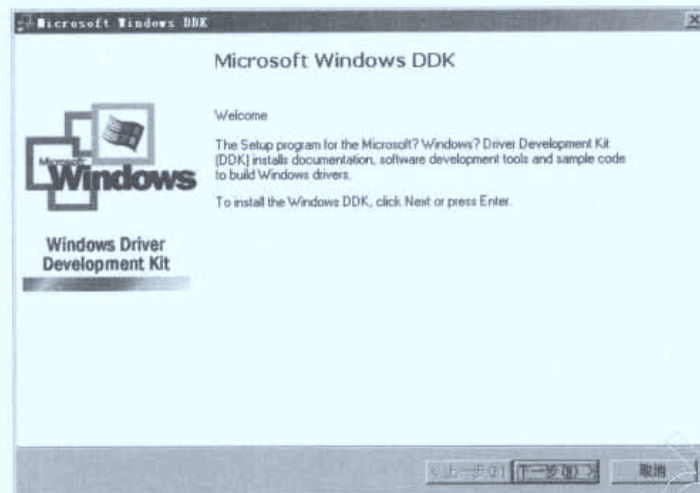 Microsoft Windows DDK
Microsoft Windows DDK
Welcome
The Setup program for the Microsoft? Windows? Driver Development Kit
(DDK) installs documentation, software development tools and sample code
to build Windows drivers.
To install the Windows DDK, click Next or press Enter.
Microsoft
Windows
Windows Driver
Development Kit
<上一步(B) 下一步(N) > 取消